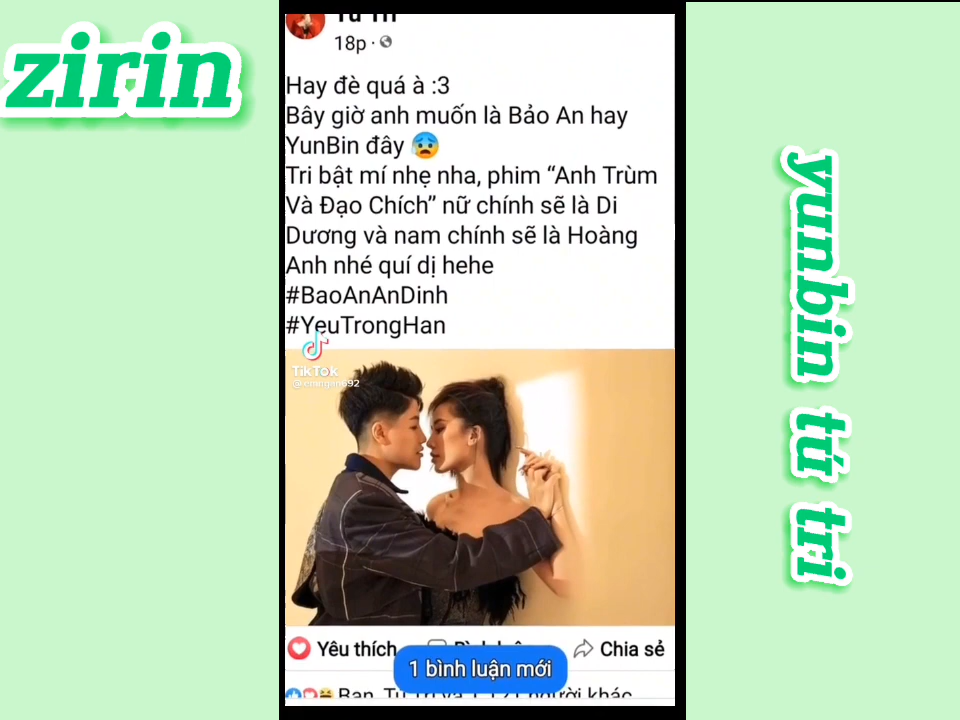 zirin
18p
Hay đè quá à :3
Bây giờ anh muốn là Bảo An hay
YunBin đây 😰
Tri bật mí nhẹ nha, phim “Anh Trùm
Và Đạo Chích” nữ chính sẽ là Di
Dương và nam chính sẽ là Hoàng
Anh nhé quí dị hehe
#BaoAnAnDinh
#YeuTrongHan
TikTok
Yêu thích
Chia sẻ
1 bình luận mới
yunbin tứ tri